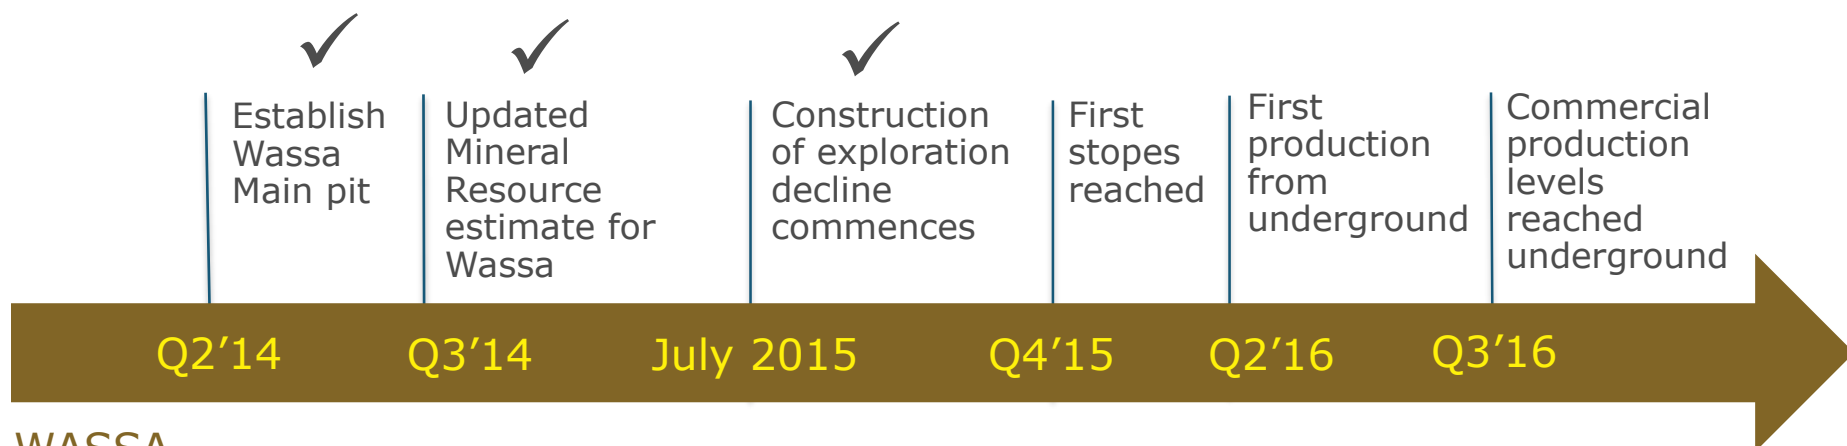 Establish
Wassa
Main pit
Updated
Mineral
Resource
estimate for
Wassa
Construction
of exploration
decline
commences
First
stopes
reached
First
production
from
underground
Commercial
production
levels
reached
underground
Q2’14
Q3’14
July 2015
Q4’15
Q2’16
Q3’16
WASSA